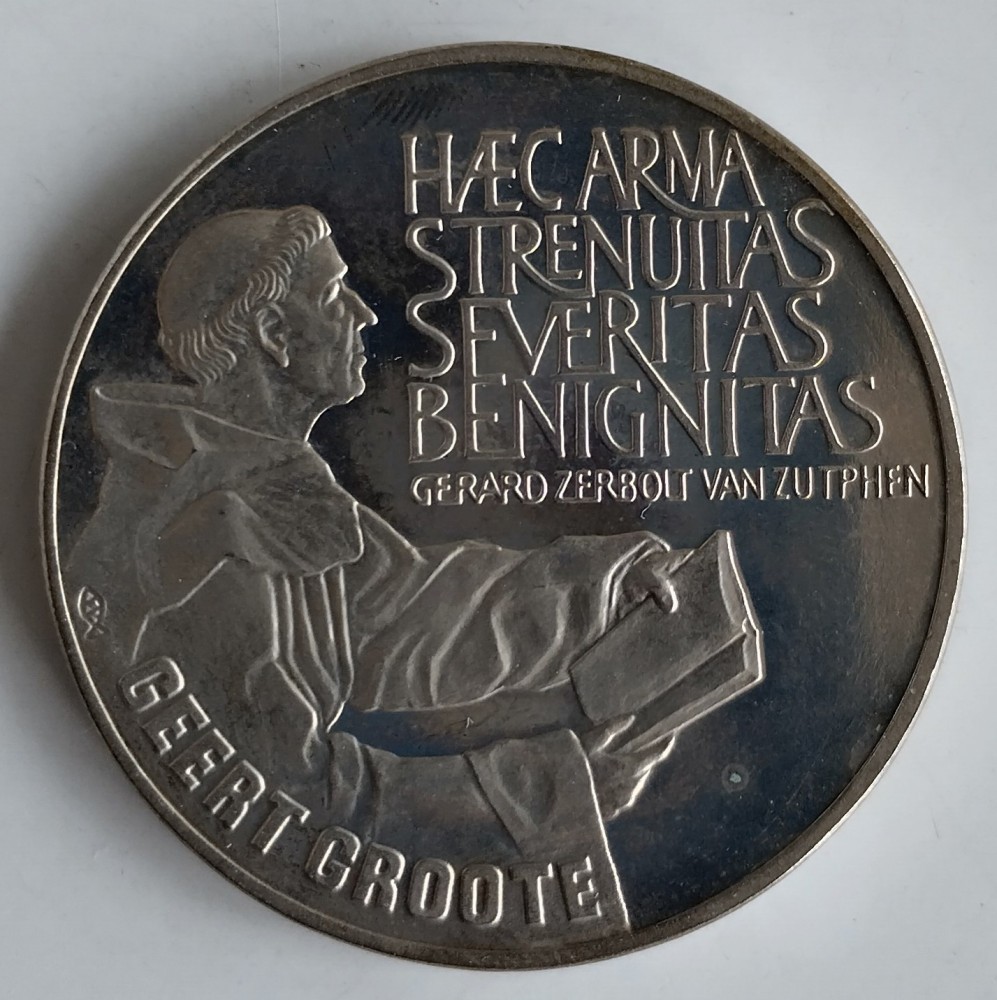 HÆC ARMA
STRENUITAS
SEVERITAS
BENIGNITAS
GERARD ZERBOLT VAN ZUTPHEN
GEERT GROOTE